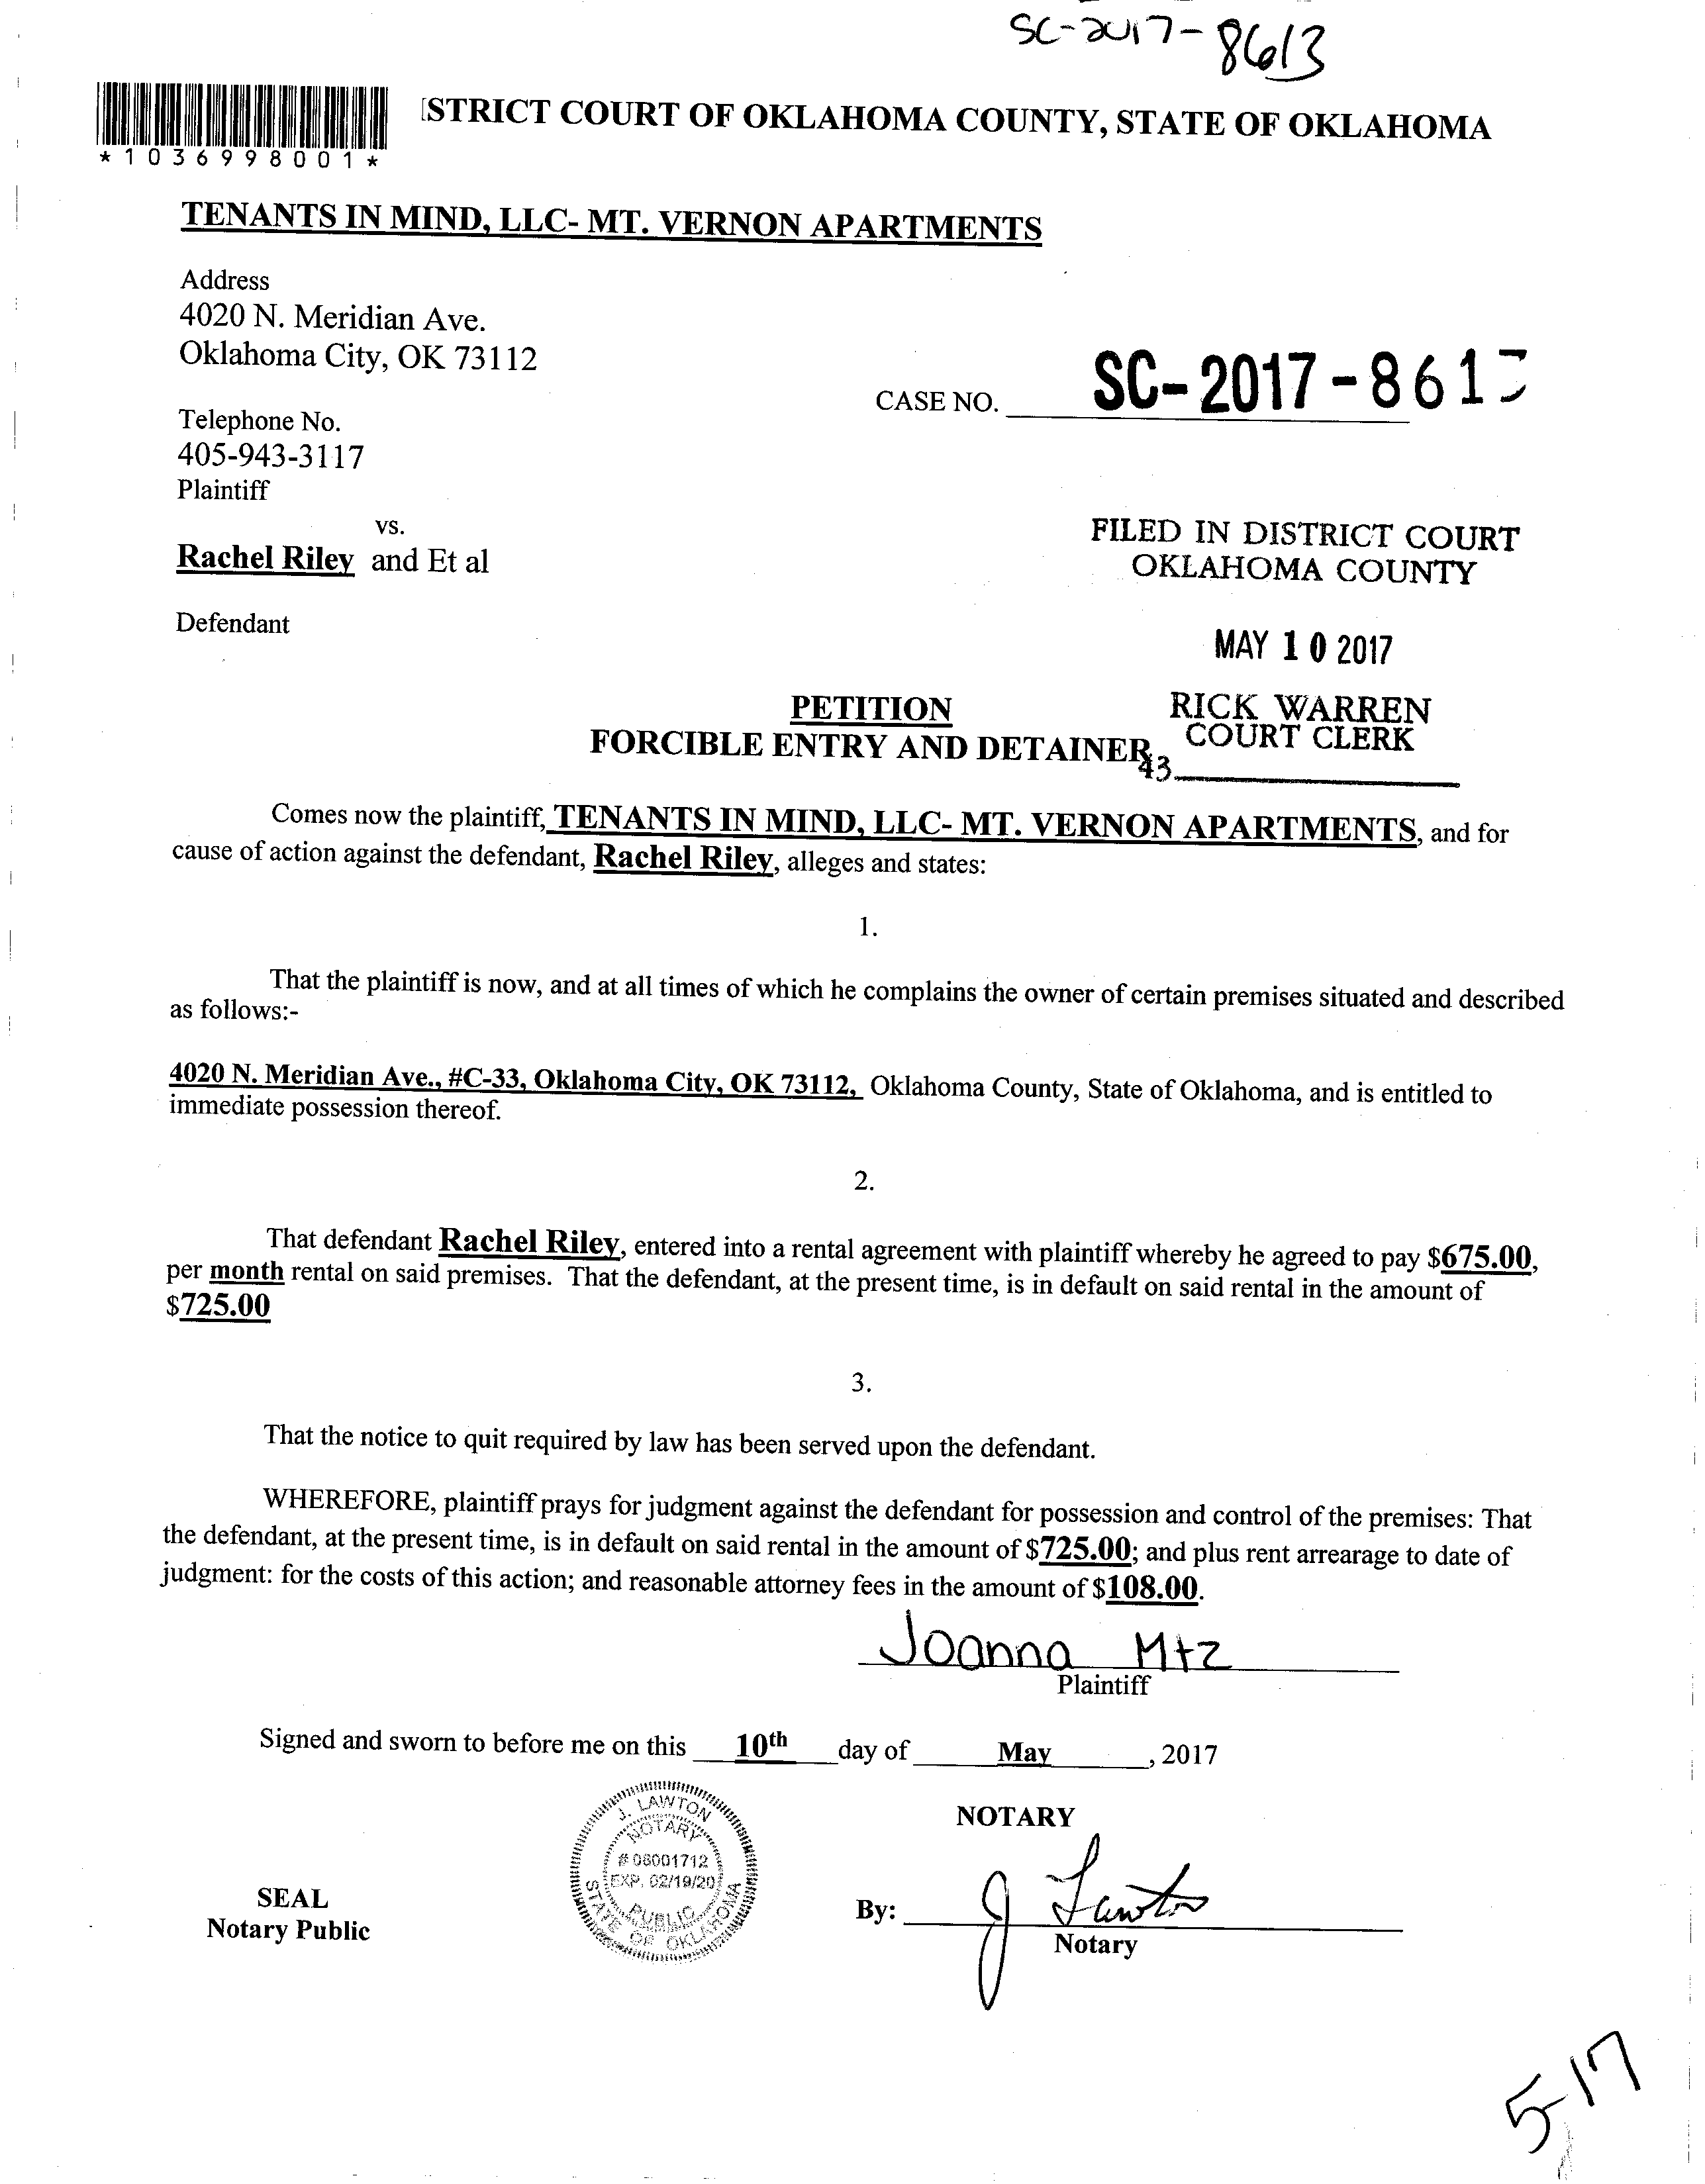 SC-2017-8613
*1036998001*
STRICT COURT OF OKLAHOMA COUNTY, STATE OF OKLAHOMA
TENANTS IN MIND, LLC- MT. VERNON APARTMENTS
Address
4020 N. Meridian Ave.
Oklahoma City, OK 73112
CASE NO. SC-2017-861
Telephone No.
405-943-3117
Plaintiff
vs.
Rachel Riley and Et al
Defendant
FILED IN DISTRICT COURT
OKLAHOMA COUNTY
MAY 10 2017
RICK WARREN
COURT CLERK
43
PETITION
FORCIBLE ENTRY AND DETAINER
Comes now the plaintiff, TENANTS IN MIND, LLC- MT. VERNON APARTMENTS, and for
cause of action against the defendant, Rachel Riley, alleges and states:
1.
That the plaintiff is now, and at all times of which he complains the owner of certain premises situated and described
as follows:-
4020 N. Meridian Ave., #C-33, Oklahoma City, OK 73112, Oklahoma County, State of Oklahoma, and is entitled to
immediate possession thereof.
2.
That defendant Rachel Riley, entered into a rental agreement with plaintiff whereby he agreed to pay $675.00,
per month rental on said premises. That the defendant, at the present time, is in default on said rental in the amount of
$725.00
3.
That the notice to quit required by law has been served upon the defendant.
WHEREFORE, plaintiff prays for judgment against the defendant for possession and control of the premises: That
the defendant, at the present time, is in default on said rental in the amount of $725.00; and plus rent arrearage to date of
judgment: for the costs of this action; and reasonable attorney fees in the amount of $108.00.
Joanna Mtz
Plaintiff
Signed and sworn to before me on this 10th day of May, 2017
J. LAWTON
NOTARY
# 08001712
EXP. 02/19/20
PUBLIC
STATE OF OKLAHOMA
NOTARY
SEAL
Notary Public
By: J Lawton
Notary
5-17